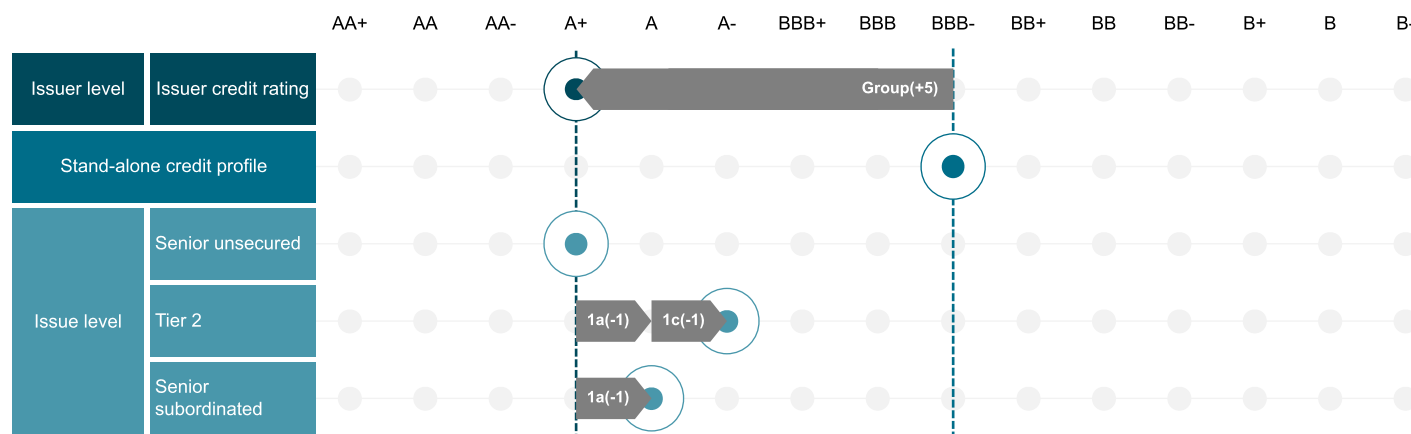 AA+ AA AA- A+ A A- BBB+ BBB BBB- BB+ BB BB- B+ B B-
Issuer level Issuer credit rating Group(+5)
Stand-alone credit profile
Senior unsecured
Issue level Tier 2 1a(-1) 1c(-1)
Senior
subordinated 1a(-1)